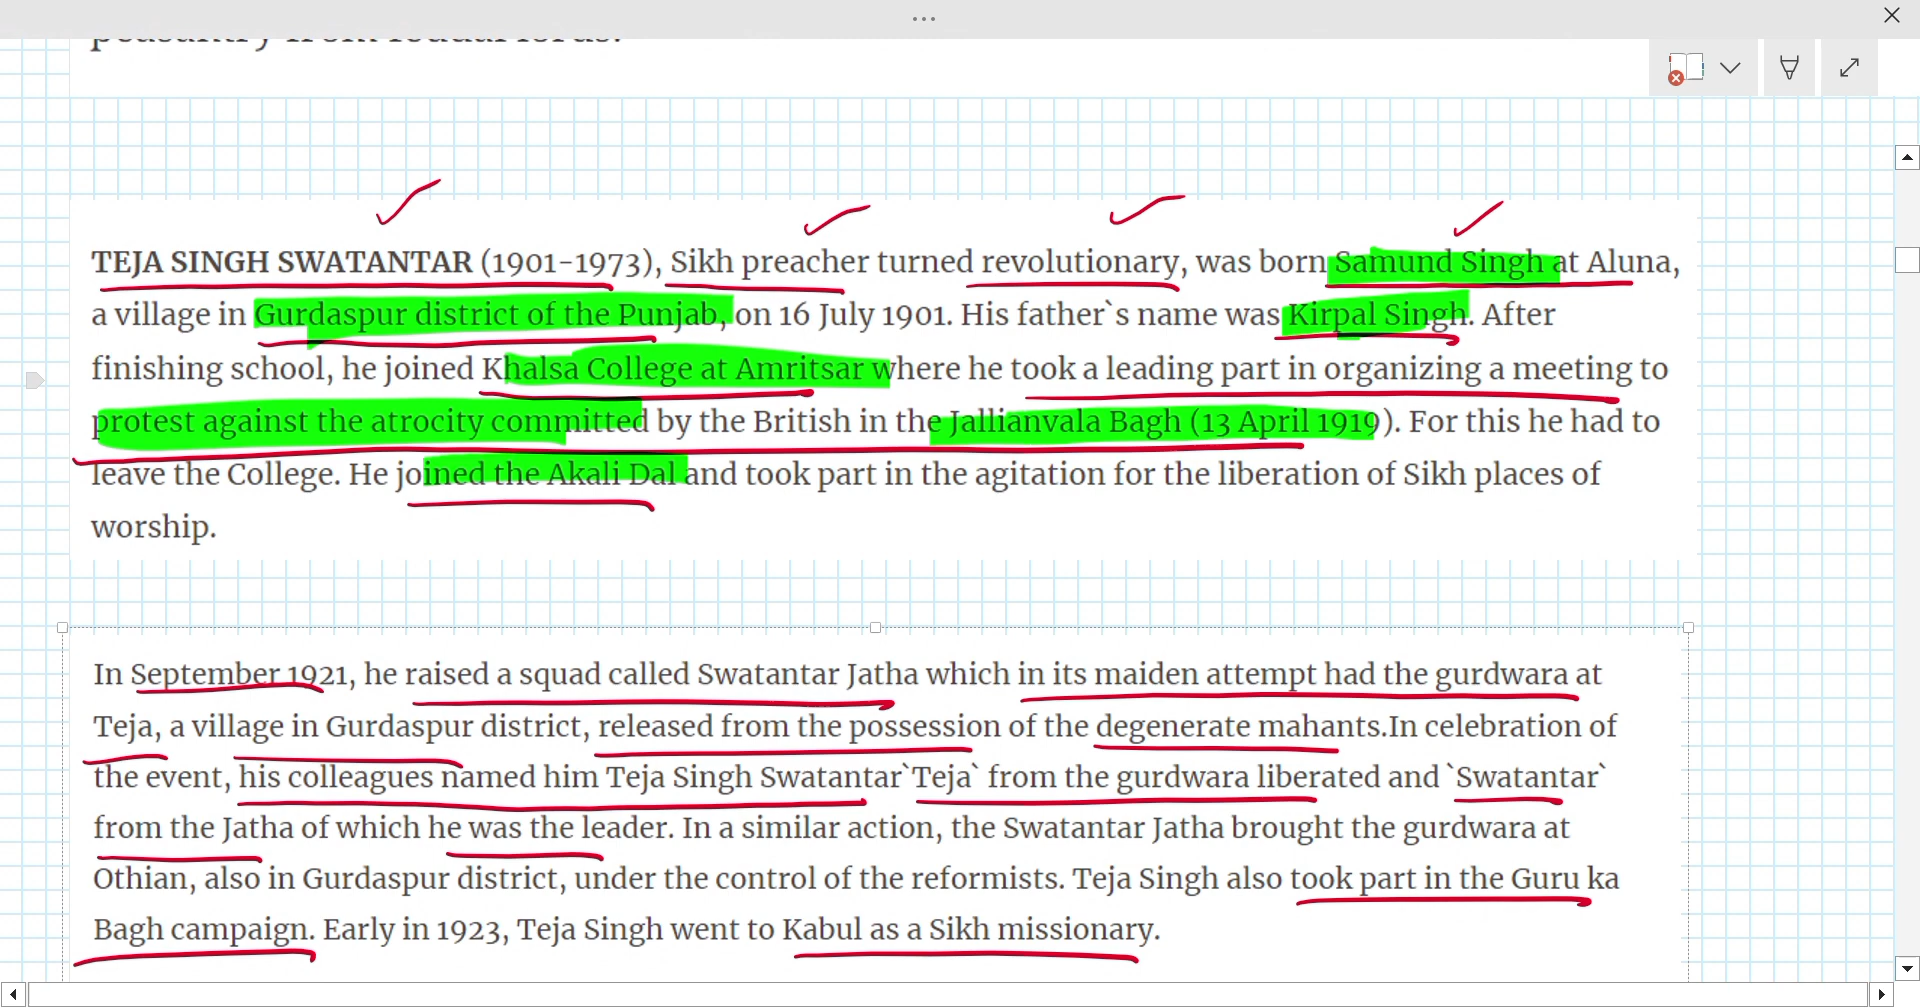 TEJA SINGH SWATANTAR (1901-1973), Sikh preacher turned revolutionary, was born Samund Singh at Aluna,
a village in Gurdaspur district of the Punjab, on 16 July 1901. His father`s name was Kirpal Singh. After
finishing school, he joined Khalsa College at Amritsar where he took a leading part in organizing a meeting to
protest against the atrocity committed by the British in the Jallianvala Bagh (13 April 1919). For this he had to
leave the College. He joined the Akali Dal and took part in the agitation for the liberation of Sikh places of
worship.
In September 1921, he raised a squad called Swatantar Jatha which in its maiden attempt had the gurdwara at
Teja, a village in Gurdaspur district, released from the possession of the degenerate mahants.In celebration of
the event, his colleagues named him Teja Singh Swatantar`Teja` from the gurdwara liberated and `Swatantar`
from the Jatha of which he was the leader. In a similar action, the Swatantar Jatha brought the gurdwara at
Othian, also in Gurdaspur district, under the control of the reformists. Teja Singh also took part in the Guru ka
Bagh campaign. Early in 1923, Teja Singh went to Kabul as a Sikh missionary.